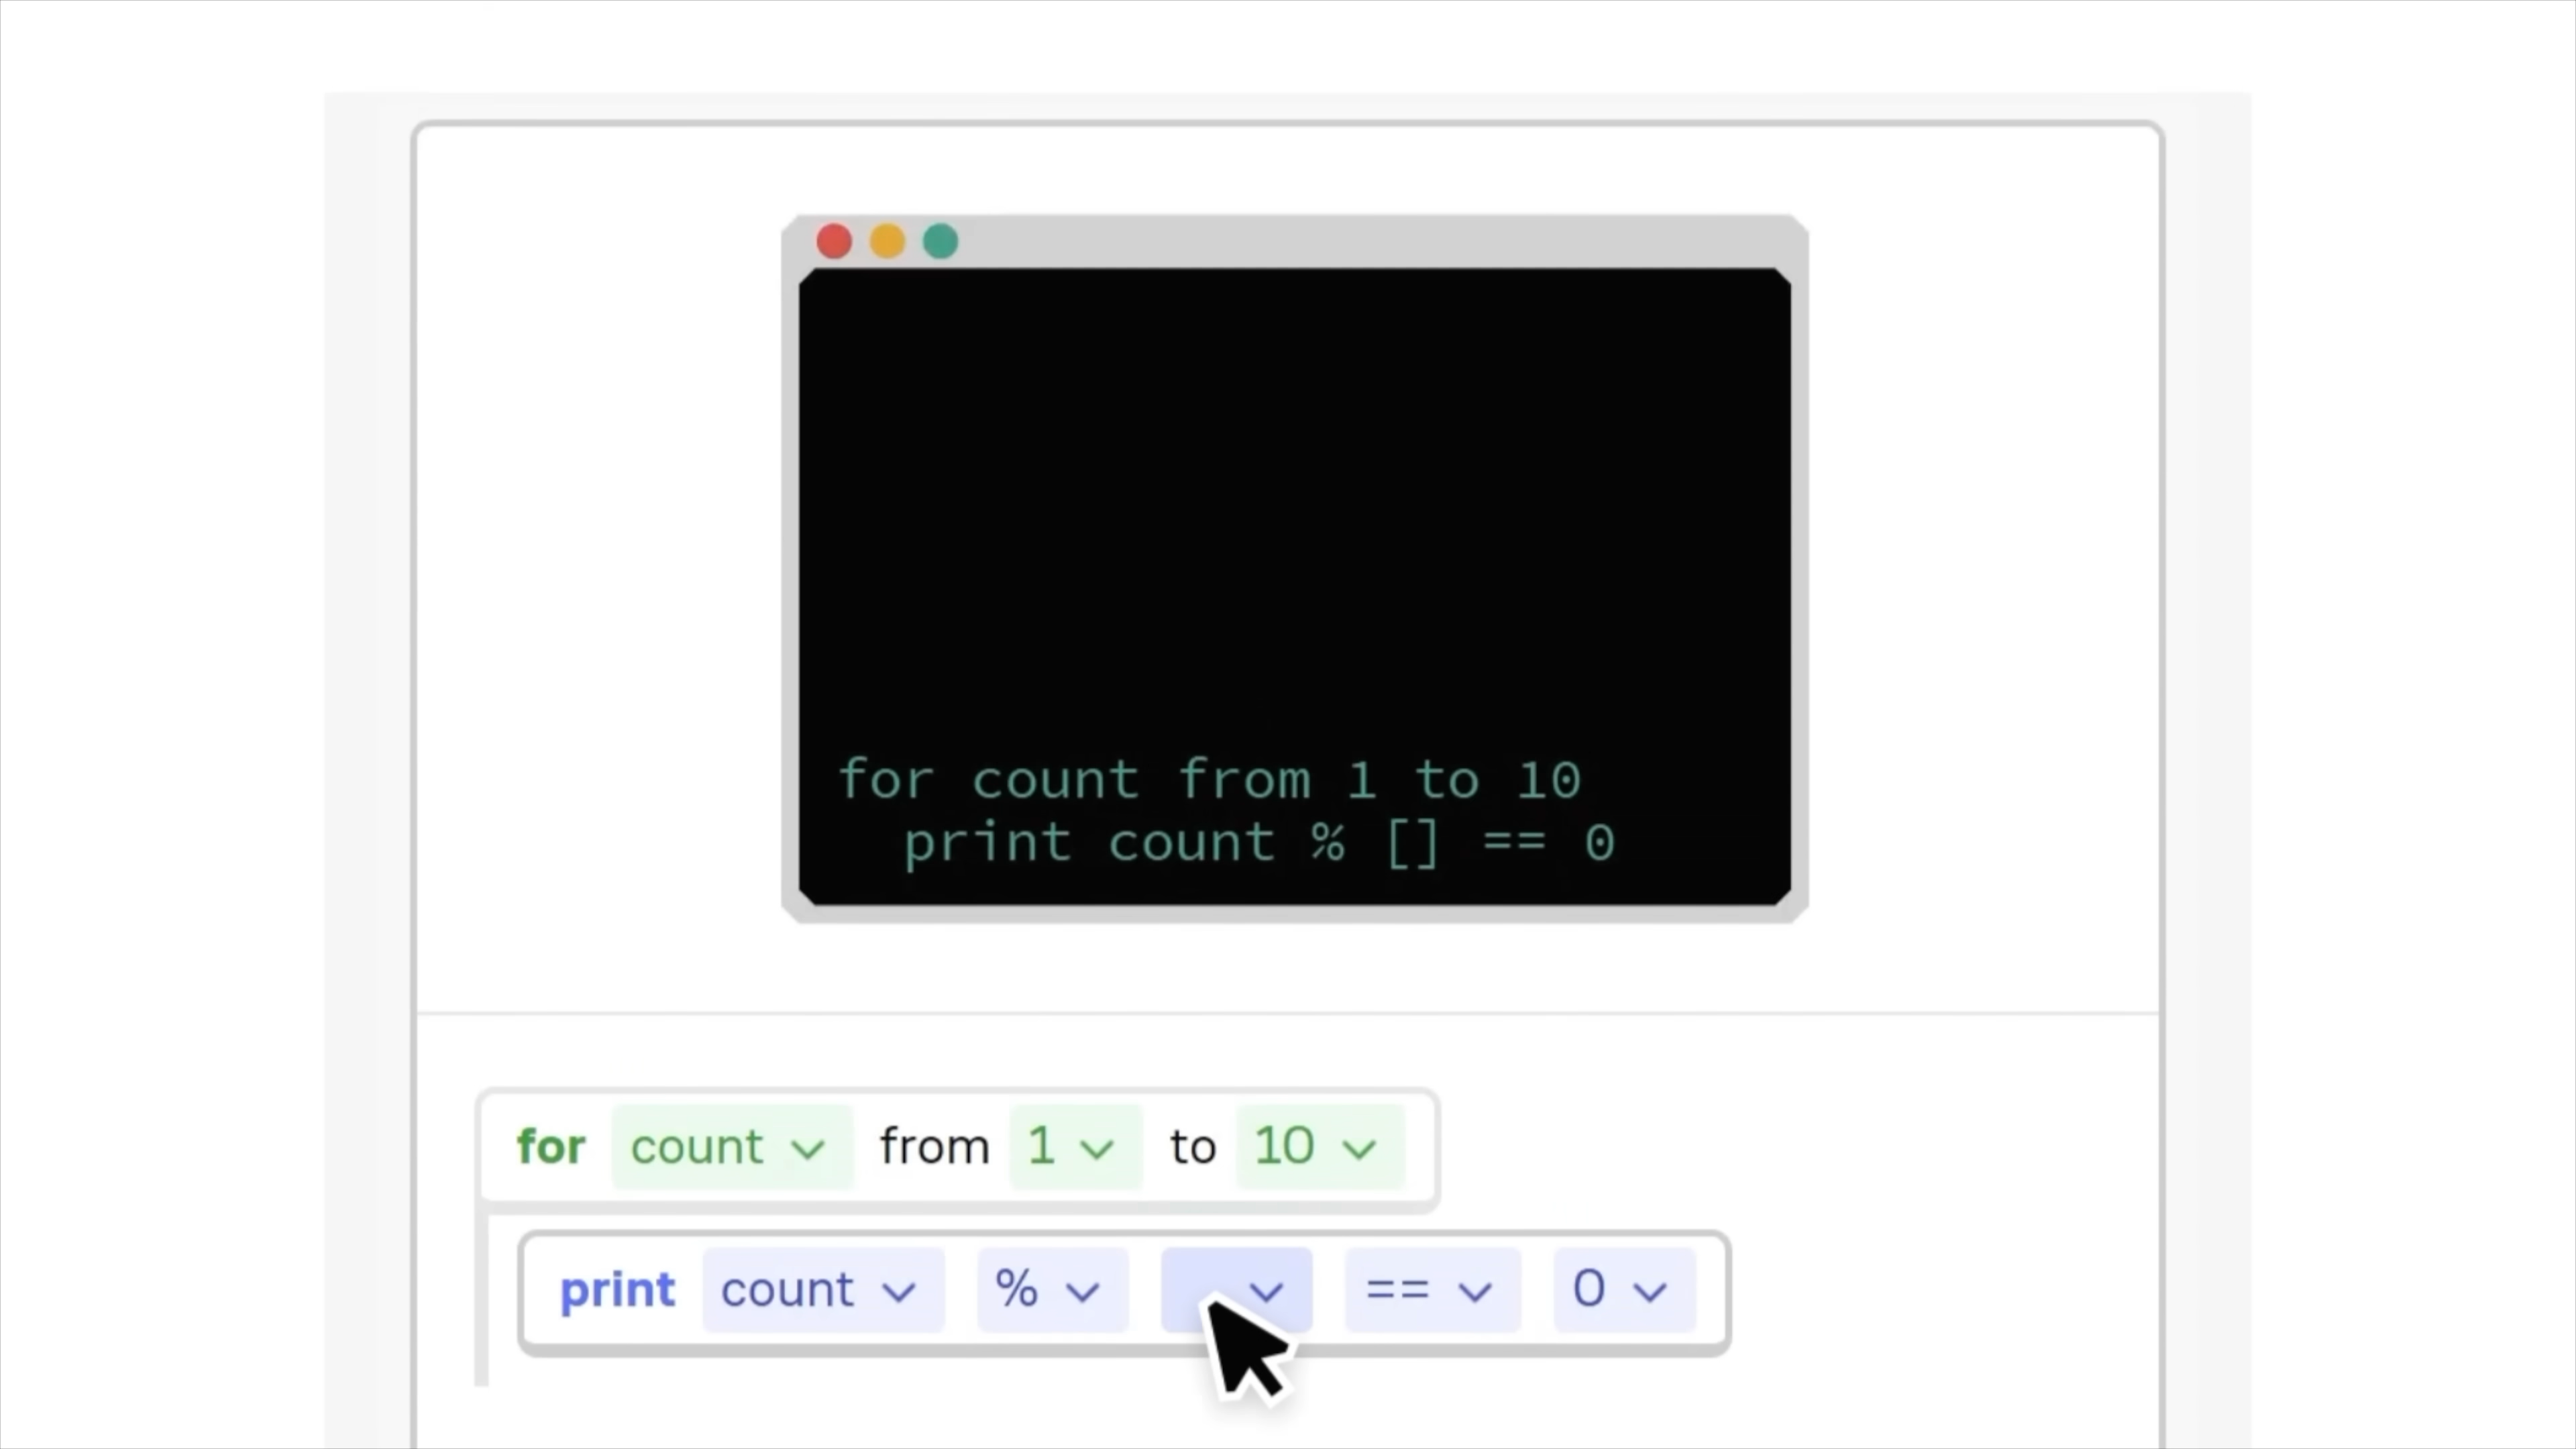 for count from 1 to 10
print count % [] == 0
for count from 1 to 10
print count % == 0